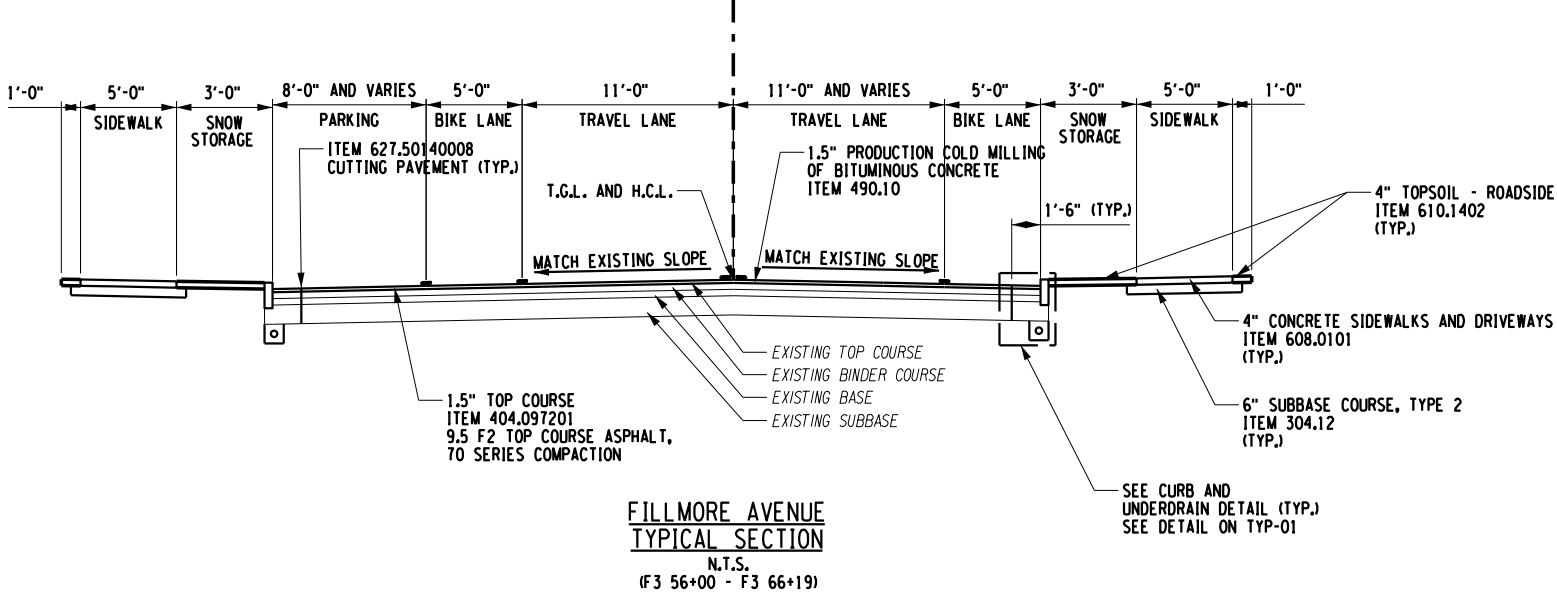 1'-0" 5'-0" 3'-0" 8'-0" AND VARIES 5'-0" 11'-0" 11'-0" AND VARIES 5'-0" 3'-0" 5'-0" 1'-0"
SIDEWALK
SNOW
STORAGE
PARKING
BIKE LANE
TRAVEL LANE
TRAVEL LANE
BIKE LANE
SNOW
STORAGE
SIDEWALK
ITEM 627.50140008
CUTTING PAVEMENT (TYP.)
1.5" PRODUCTION COLD MILLING
OF BITUMINOUS CONCRETE
ITEM 490.10
T.G.L. AND H.C.L.
1'-6" (TYP.)
4" TOPSOIL - ROADSIDE
ITEM 610.1402
(TYP.)
MATCH EXISTING SLOPE
MATCH EXISTING SLOPE
4" CONCRETE SIDEWALKS AND DRIVEWAYS
ITEM 608.0101
(TYP.)
EXISTING TOP COURSE
EXISTING BINDER COURSE
EXISTING BASE
EXISTING SUBBASE
1.5" TOP COURSE
ITEM 404.097201
9.5 F2 TOP COURSE ASPHALT,
70 SERIES COMPACTION
6" SUBBASE COURSE, TYPE 2
ITEM 304.12
(TYP.)
SEE CURB AND
UNDERDRAIN DETAIL (TYP.)
SEE DETAIL ON TYP-01
FILLMORE AVENUE
TYPICAL SECTION
N.T.S.
(F3 56+00 - F3 66+19)